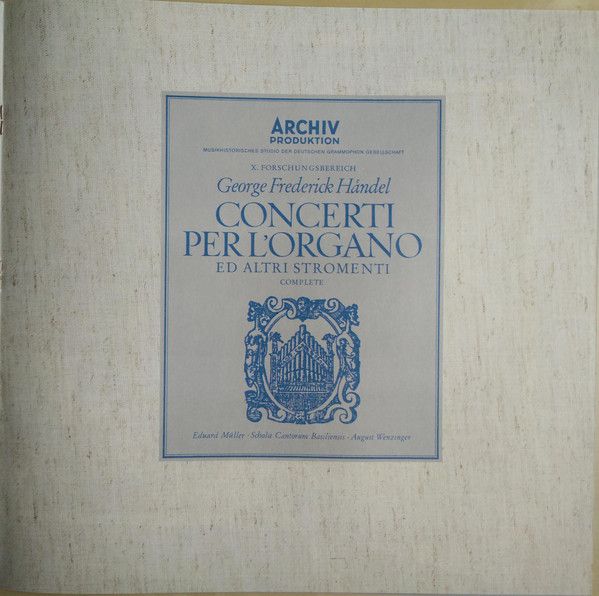 ARCHIV
PRODUKTION
MUSIKHISTORISCHES STUDIO DER DEUTSCHEN GRAMMOPHON GESELLSCHAFT
X. FORSCHUNGSBEREICH
George Frederick Händel
CONCERTI
PER L'ORGANO
ED ALTRI STROMENTI
COMPLETE
Eduard Müller · Schola Cantorum Basiliensis · August Wenzinger